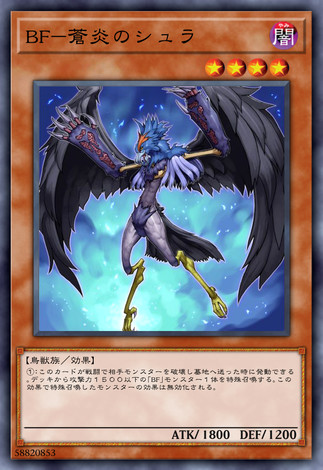 BF－蒼炎のシュラ
やみ
闇
【鳥獣族／効果】
①：このカードが戦闘で相手モンスターを破壊し墓地へ送った時に発動できる。
デッキから攻撃力１５００以下の「BF」モンスター１体を特殊召喚する。この
効果で特殊召喚したモンスターの効果は無効化される。
ATK/ 1800 DEF/ 1200
58820853